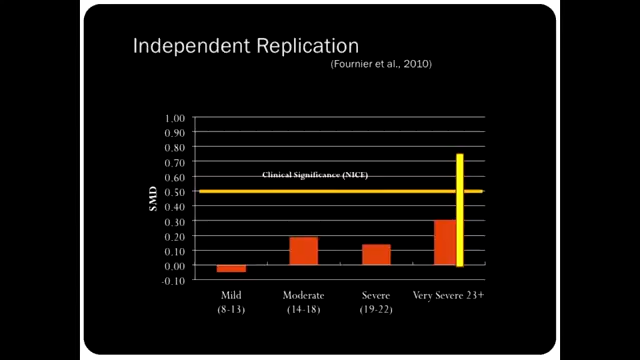 Independent Replication
(Fournier et al., 2010)
1.00
0.90
0.80
0.70
0.60
0.50
0.40
0.30
0.20
0.10
0.00
-0.10
SMD
Clinical Significance (NICE)
Mild Moderate Severe Very Severe 23+
(8-13) (14-18) (19-22)